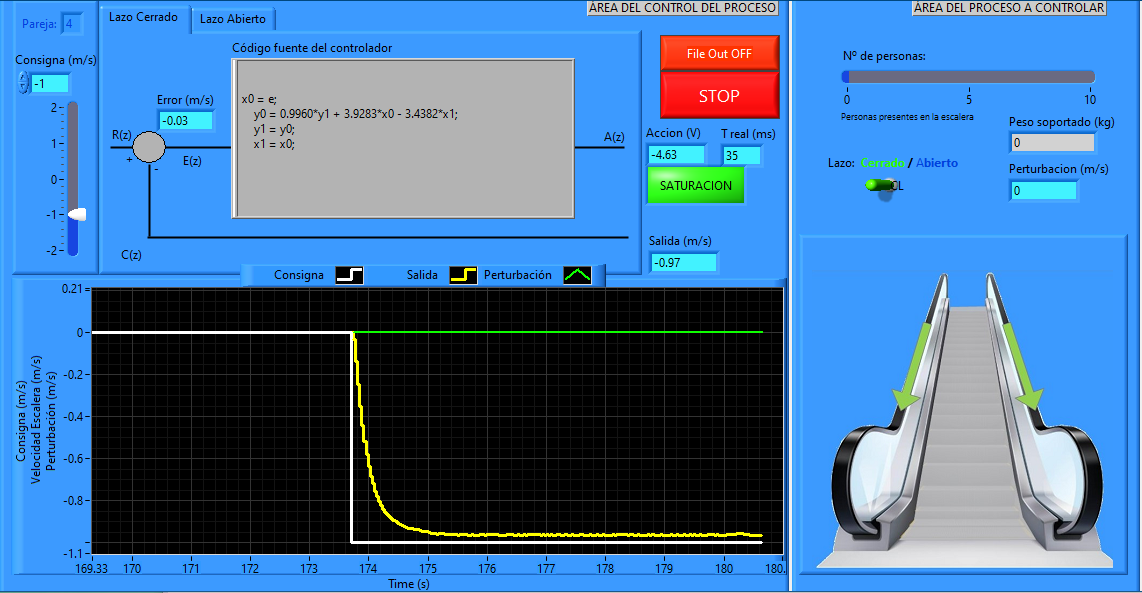 ÁREA DEL CONTROL DEL PROCESO
ÁREA DEL PROCESO A CONTROLAR
Pareja: 4
Lazo Cerrado
Lazo Abierto
Consigna (m/s)
-1
2
1
0
-1
-2
Código fuente del controlador
x0 = e;
y0 = 0.9960*y1 + 3.9283*x0 - 3.4382*x1;
y1 = y0;
x1 = x0;
Error (m/s)
-0.03
R(z)
+
-
E(z)
A(z)
C(z)
File Out OFF
STOP
Accion (V)
-4.63
T real (ms)
35
SATURACION
Salida (m/s)
-0.97
Consigna
Salida
Perturbación
0.21
0
-0.2
-0.4
-0.6
-0.8
-1.1
Consigna (m/s)
Velocidad Escalera (m/s)
Perturbación (m/s)
169.33 170 171 172 173 174 175 176 177 178 179 180 180.
Time (s)
Nº de personas:
0 5 10
Personas presentes en la escalera
Peso soportado (kg)
0
Lazo: Cerrado / Abierto
CL
Perturbacion (m/s)
0